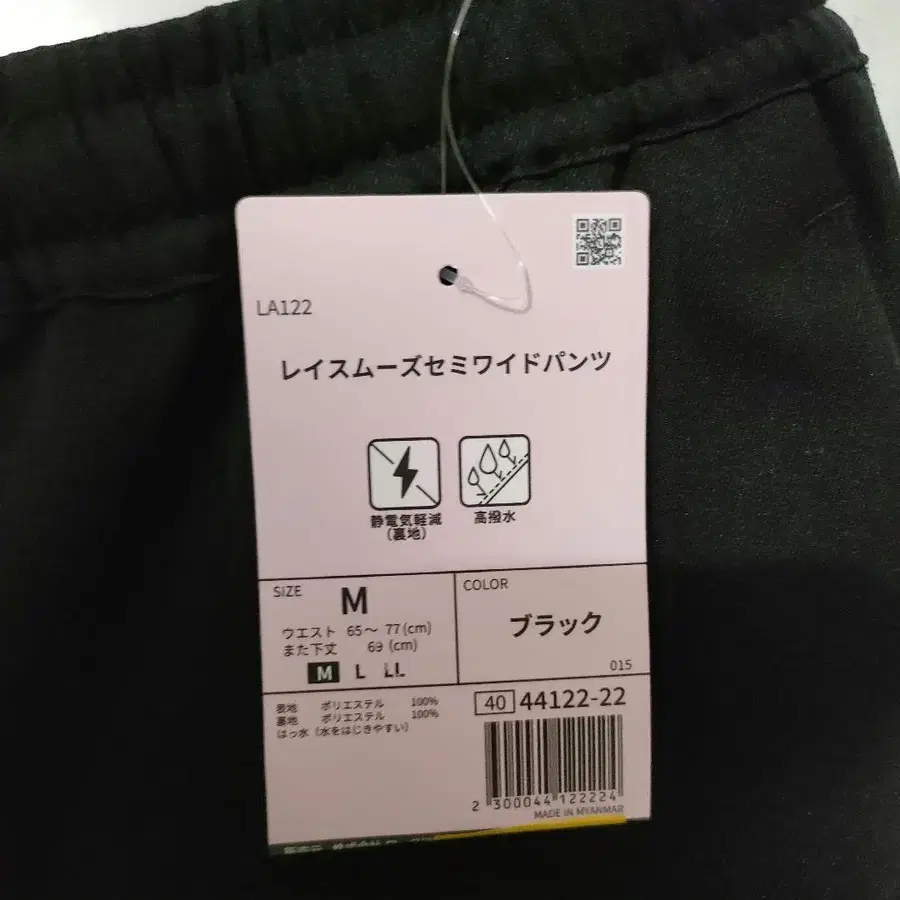 LA122
レイスムーズセミワイドパンツ
静電気軽減
（裏地）
高撥水
SIZE
M
ウエスト 65～ 77(cm)
また下丈 69 (cm)
M L LL
COLOR
ブラック
015
表地 ポリエステル 100%
裏地 ポリエステル 100%
はっ水（水をはじきやすい）
40 44122-22
2 300044 122224
MADE IN MYANMAR